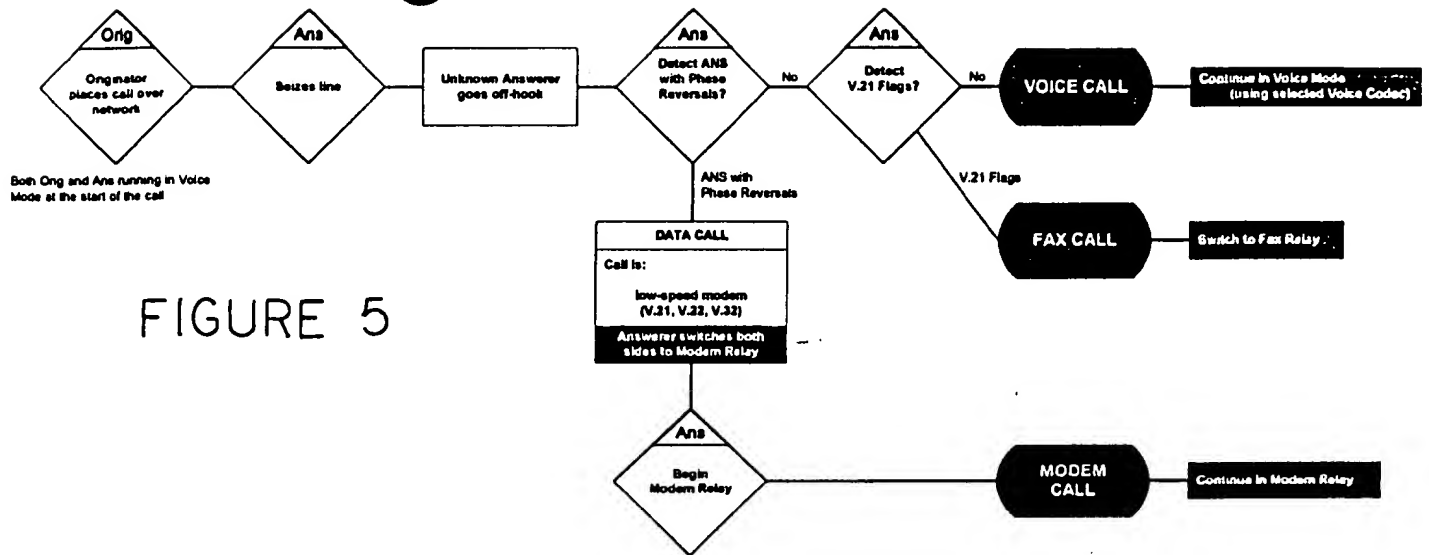 Orig
Originator
places call over
network
Both Orig and Ans running in Voice
Mode at the start of the call
Ans
Seizes line
Unknown Answerer
goes off-hook
Ans
Detect ANS
with Phase
Reversals?
No
Ans
Detect
V.21 Flags?
No
VOICE CALL
Continue in Voice Mode
(using selected Voice Codec)
V.21 Flags
FAX CALL
Switch to Fax Relay
ANS with
Phase Reversals
DATA CALL
Call is:
low-speed modem
(V.21, V.22, V.32)
Answerer switches both
sides to Modem Relay
FIGURE 5
Ans
Begin
Modem Relay
MODEM
CALL
Continue in Modem Relay